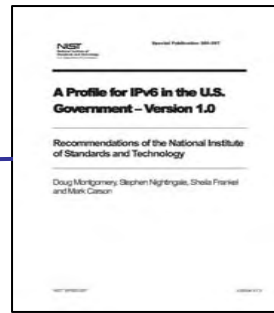 NIST
Special Publication 500-267
A Profile for IPv6 in the U.S.
Government – Version 1.0
Recommendations of the National Institute
of Standards and Technology
Doug Montgomery, Stephen Nightingale, Sheila Frankel
and Mark Carson